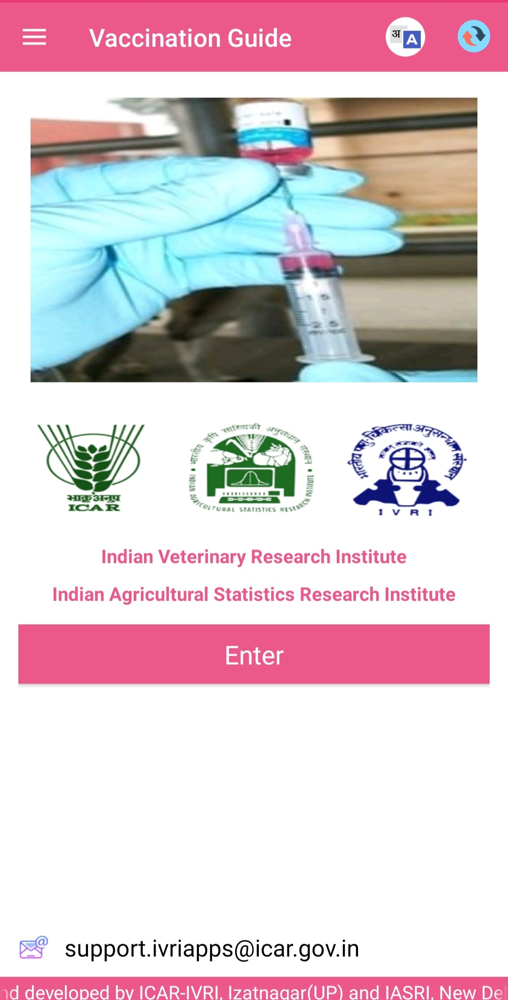 Vaccination Guide
अ A
भाकृअनुप
ICAR
भारतीय कृषि सांख्यिकी अनुसंधान संस्थान
INDIAN AGRICULTURAL STATISTICS RESEARCH INSTITUTE
भारतीय पशु-चिकित्सा अनुसन्धान संस्थान
I V R I
Indian Veterinary Research Institute
Indian Agricultural Statistics Research Institute
Enter
support.ivriapps@icar.gov.in
nd developed by ICAR-IVRI, Izatnagar(UP) and IASRI, New Del